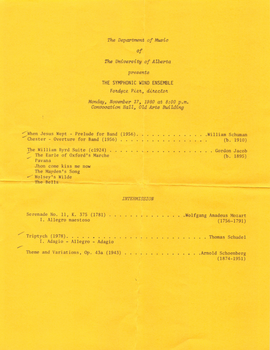 The Department of Music
of
The University of Alberta
presents
THE SYMPHONIC WIND ENSEMBLE
Fordyce Pier, director
Monday, November 17, 1980 at 8:00 p.m.
Convocation Hall, Old Arts Building
When Jesus Wept - Prelude for Band (1956) William Schuman
Chester - Overture for Band (1956) (b. 1910)
The William Byrd Suite (c1924) Gordon Jacob
The Earle of Oxford's Marche (b. 1895)
Pavana
Jhon come kiss me now
The Mayden's Song
Wolsey's Wilde
The Bells
INTERMISSION
Serenade No. 11, K. 375 (1781) Wolfgang Amadeus Mozart
I. Allegro maestoso (1756-1791)
Triptych (1978) Thomas Schudel
I. Adagio - Allegro - Adagio
Theme and Variations, Op. 43a (1943) Arnold Schoenberg
(1874-1951)